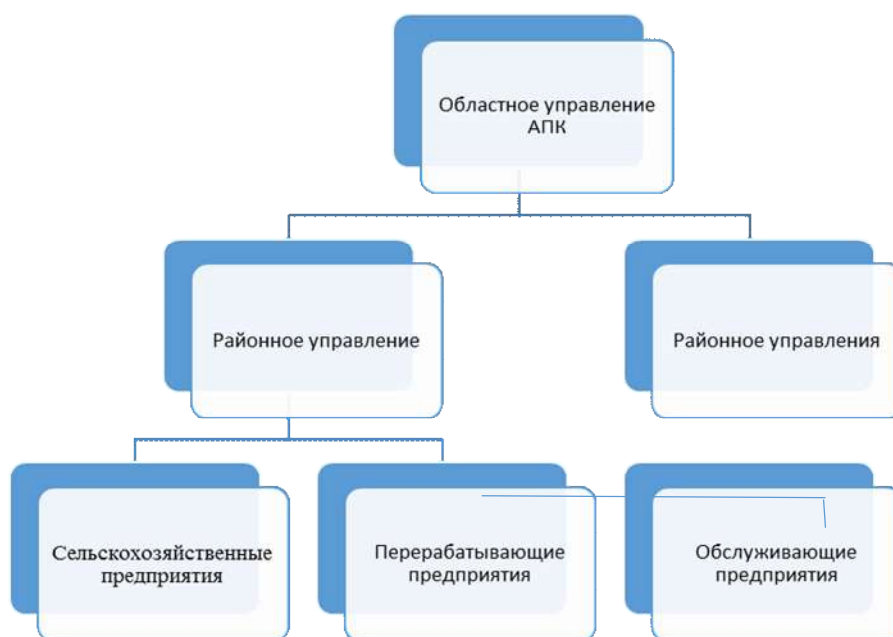 Областное управление
АПК
Районное управление
Районное управления
Сельскохозяйственные
предприятия
Перерабатывающие
предприятия
Обслуживающие
предприятия